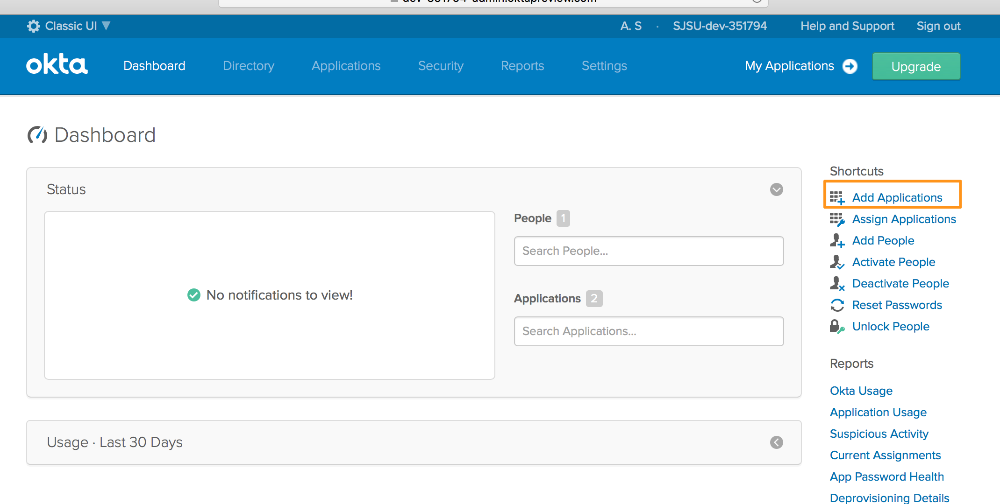 Classic UI
A. S · SJSU-dev-351794 Help and Support Sign out
okta Dashboard Directory Applications Security Reports Settings My Applications Upgrade
Dashboard
Status
No notifications to view!
People 1
Search People...
Applications 2
Search Applications...
Usage · Last 30 Days
Shortcuts
Add Applications
Assign Applications
Add People
Activate People
Deactivate People
Reset Passwords
Unlock People
Reports
Okta Usage
Application Usage
Suspicious Activity
Current Assignments
App Password Health
Deprovisioning Details